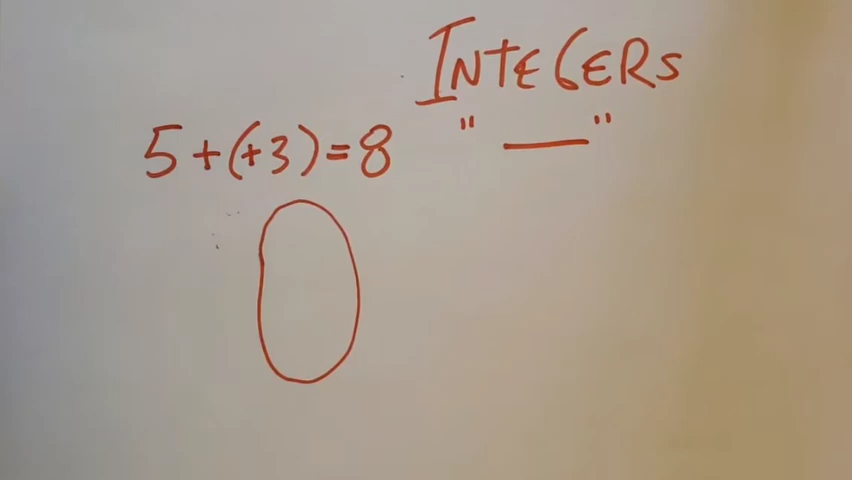 INTEGERS
" — "
5 + (+3) = 8